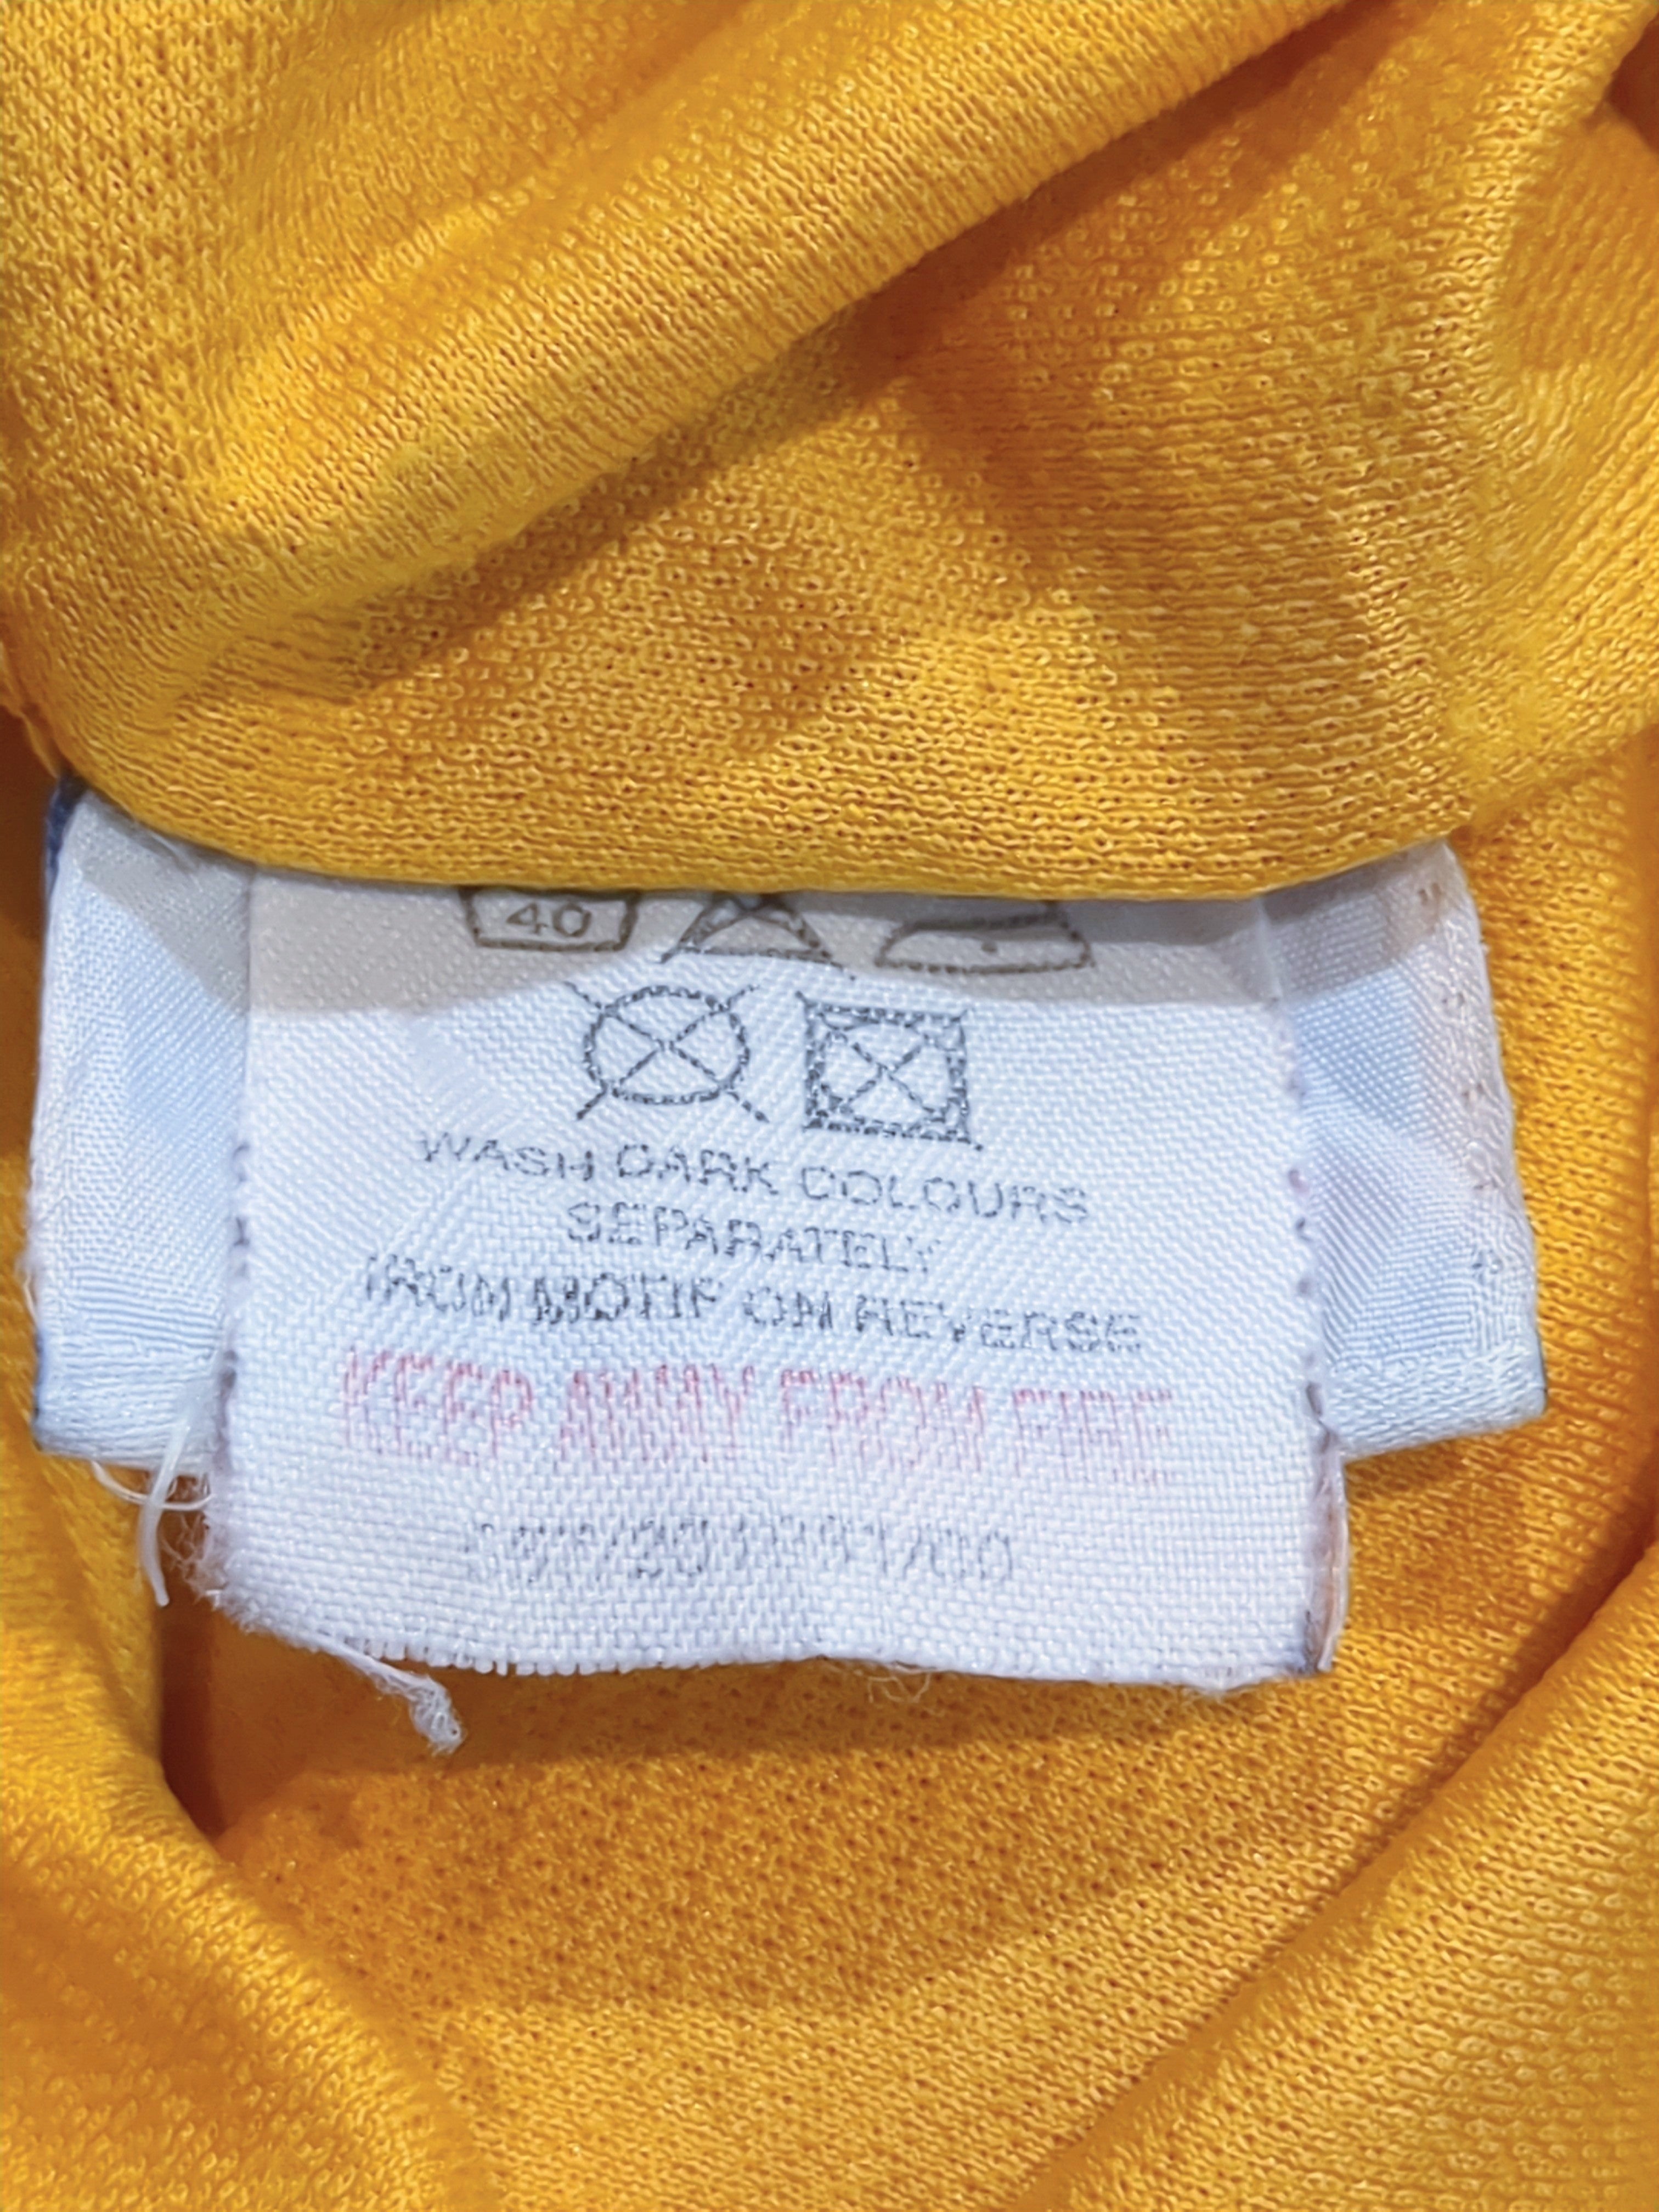 40
WASH DARK COLOURS
SEPARATELY
IRON MOTIF ON REVERSE
KEEP AWAY FROM FIRE